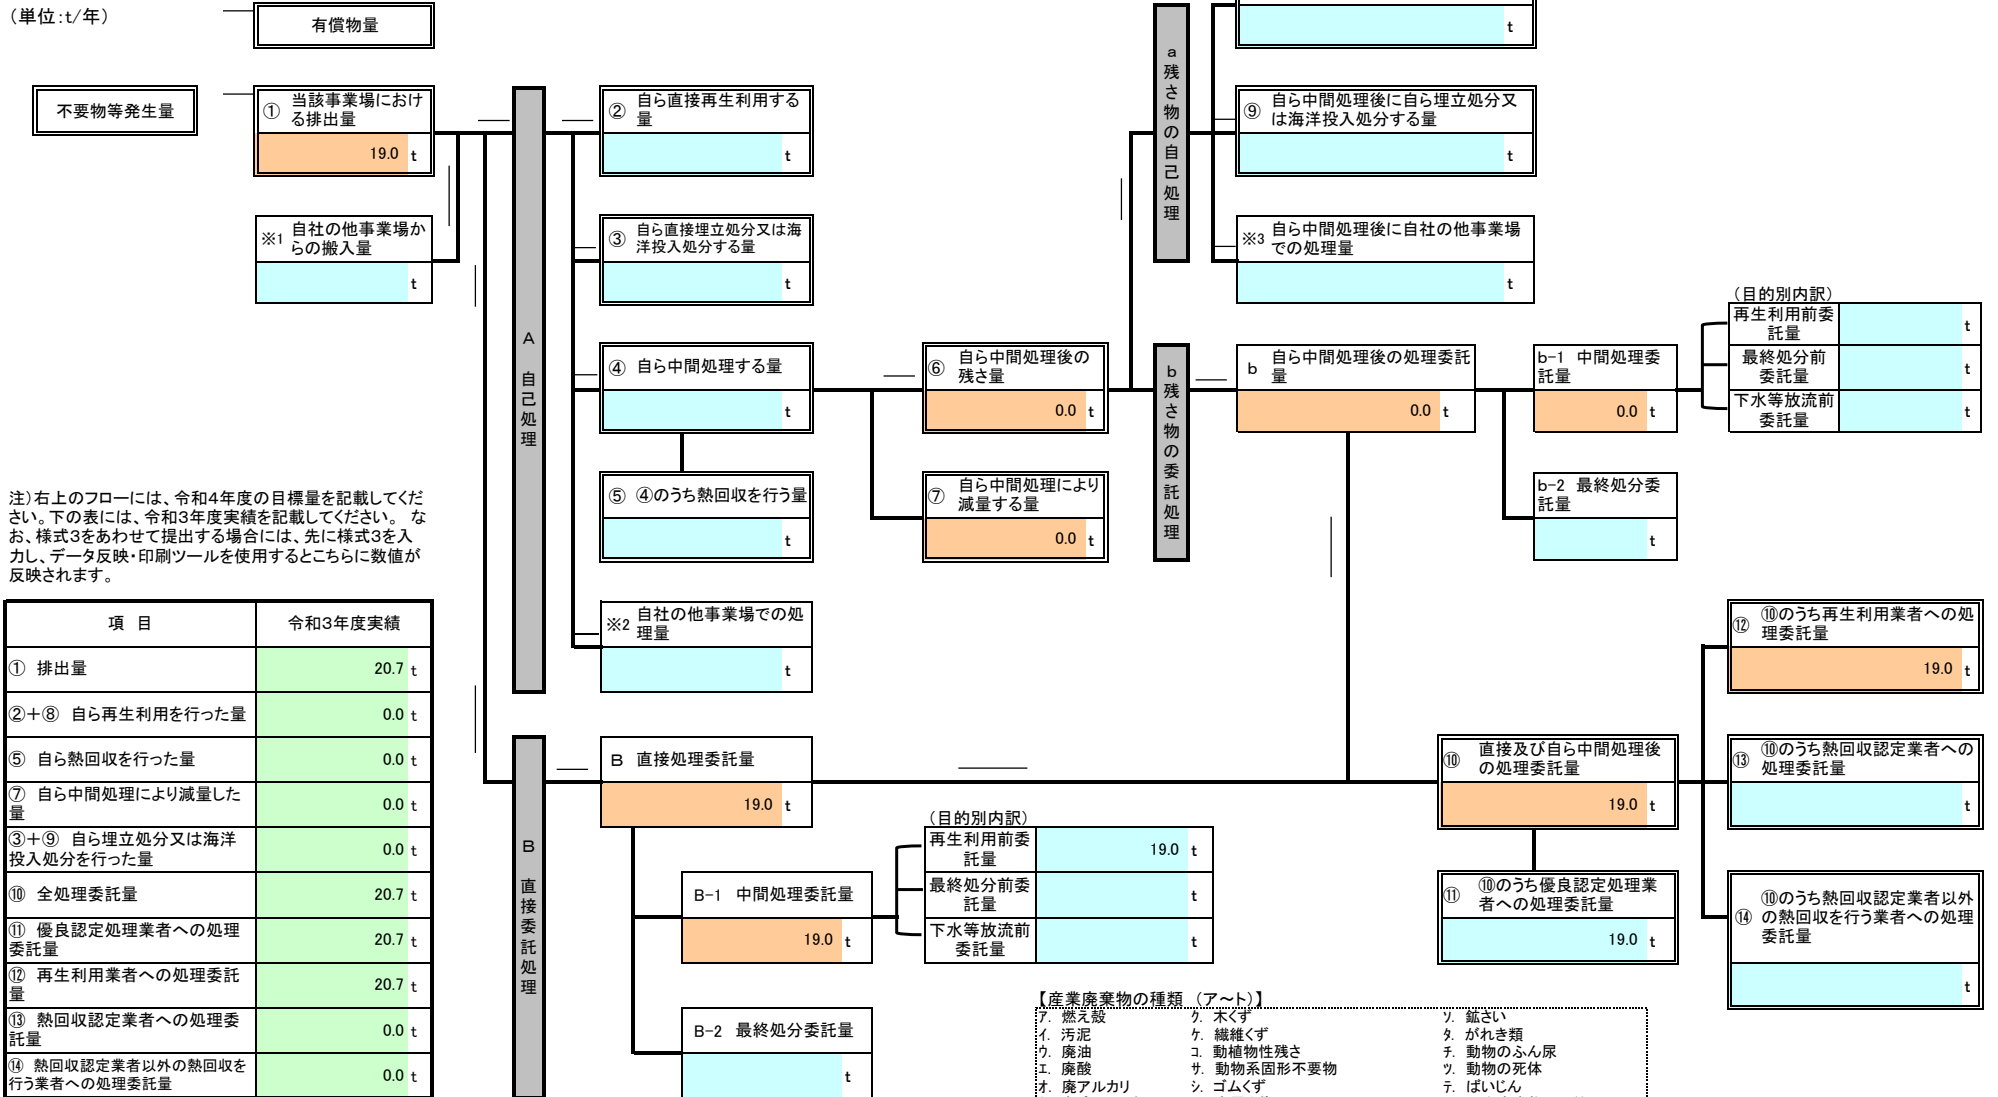 （単位:t/年）
有償物量
t
不要物等発生量
① 当該事業場におけ
る排出量
19.0 t
※1 自社の他事業場か
らの搬入量
t
A 自己処理
② 自ら直接再生利用する
量
t
③ 自ら直接埋立処分又は海
洋投入処分する量
t
④ 自ら中間処理する量
t
⑤ ④のうち熱回収を行う量
t
※2 自社の他事業場での処
理量
t
⑥ 自ら中間処理後の
残さ量
0.0 t
⑦ 自ら中間処理により
減量する量
0.0 t
a 残さ物の自己処理
⑨ 自ら中間処理後に自ら埋立処分又
は海洋投入処分する量
t
※3 自ら中間処理後に自社の他事業場
での処理量
t
b 残さ物の委託処理
b 自ら中間処理後の処理委託
量
0.0 t
b-1 中間処理委
託量
0.0 t
b-2 最終処分委
託量
t
（目的別内訳）
再生利用前委
託量
t
最終処分前
委託量
t
下水等放流前
委託量
t
注）右上のフローには、令和4年度の目標量を記載してくだ
さい。下の表には、令和3年度実績を記載してください。 な
お、様式3をあわせて提出する場合には、先に様式3を入
力し、データ反映・印刷ツールを使用するとこちらに数値が
反映されます。
項 目 令和3年度実績
① 排出量 20.7 t
②+⑧ 自ら再生利用を行った量 0.0 t
⑤ 自ら熱回収を行った量 0.0 t
⑦ 自ら中間処理により減量した
量 0.0 t
③+⑨ 自ら埋立処分又は海洋
投入処分を行った量 0.0 t
⑩ 全処理委託量 20.7 t
⑪ 優良認定処理業者への処理
委託量 20.7 t
⑫ 再生利用業者への処理委託
量 20.7 t
⑬ 熱回収認定業者への処理委
託量 0.0 t
⑭ 熱回収認定業者以外の熱回収を
行う業者への処理委託量 0.0 t
B 直接委託処理
B 直接処理委託量
19.0 t
B-1 中間処理委託量
19.0 t
B-2 最終処分委託量
t
（目的別内訳）
再生利用前委
託量
19.0 t
最終処分前委
託量
t
下水等放流前
委託量
t
⑩ 直接及び自ら中間処理後
の処理委託量
19.0 t
⑪ ⑩のうち優良認定処理業
者への処理委託量
19.0 t
⑫ ⑩のうち再生利用業者への処
理委託量
19.0 t
⑬ ⑩のうち熱回収認定業者への
処理委託量
t
⑭ ⑩のうち熱回収認定業者以外
の熱回収を行う業者への処理
委託量
t
【産業廃棄物の種類 （ア～ト）】
ア. 燃え殻 ク. 木くず ソ. 鉱さい
イ. 汚泥 ケ. 繊維くず タ. がれき類
ウ. 廃油 コ. 動植物性残さ チ. 動物のふん尿
エ. 廃酸 サ. 動物系固形不要物 ツ. 動物の死体
オ. 廃アルカリ シ. ゴムくず テ. ばいじん